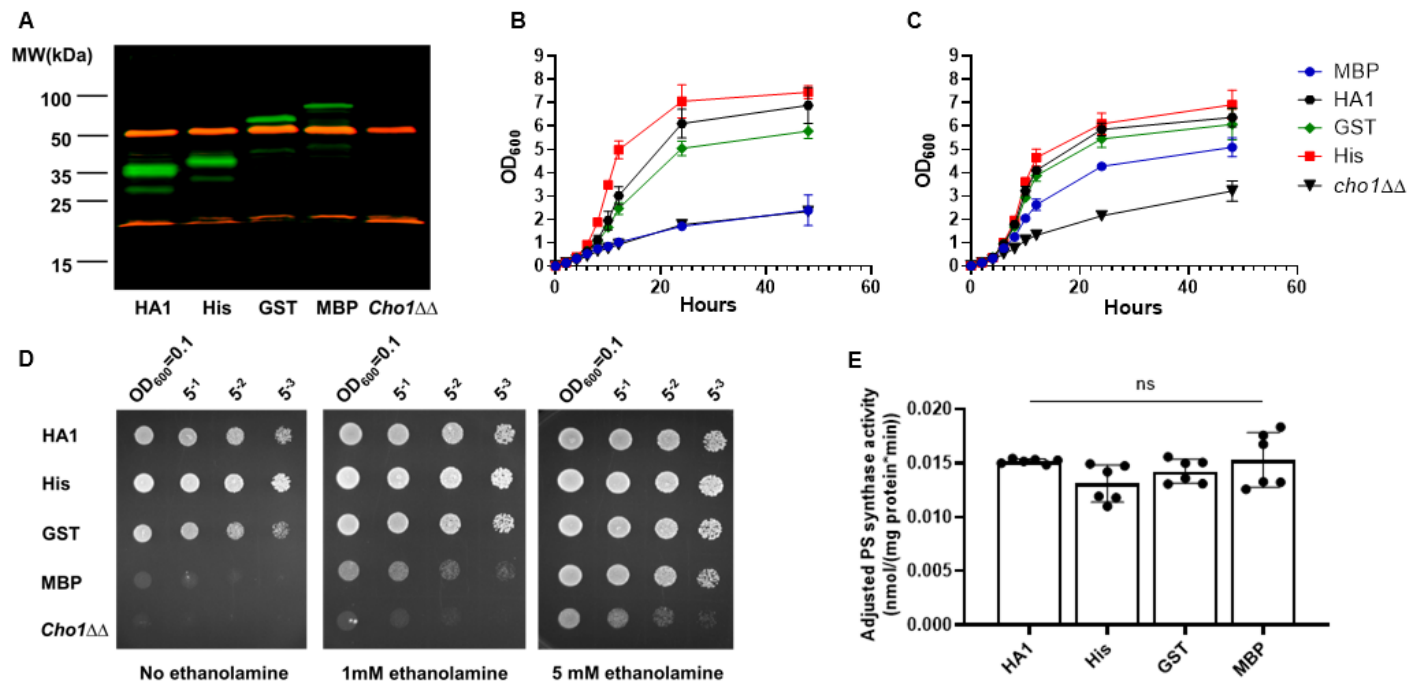 A
MW(kDa)
100
50
35
25
15
HA1 His GST MBP Cho1ΔΔ
B
OD600
9
8
7
6
5
4
3
2
1
0
0 20 40 60
Hours
C
OD600
9
8
7
6
5
4
3
2
1
0
0 20 40 60
Hours
MBP
HA1
GST
His
cho1ΔΔ
D
OD600=0.1 5-1 5-2 5-3
OD600=0.1 5-1 5-2 5-3
OD600=0.1 5-1 5-2 5-3
HA1
His
GST
MBP
Cho1ΔΔ
No ethanolamine
1mM ethanolamine
5 mM ethanolamine
E
Adjusted PS synthase activity
(nmol/(mg protein*min)
ns
0.020
0.015
0.010
0.005
0.000
HA1 His GST MBP